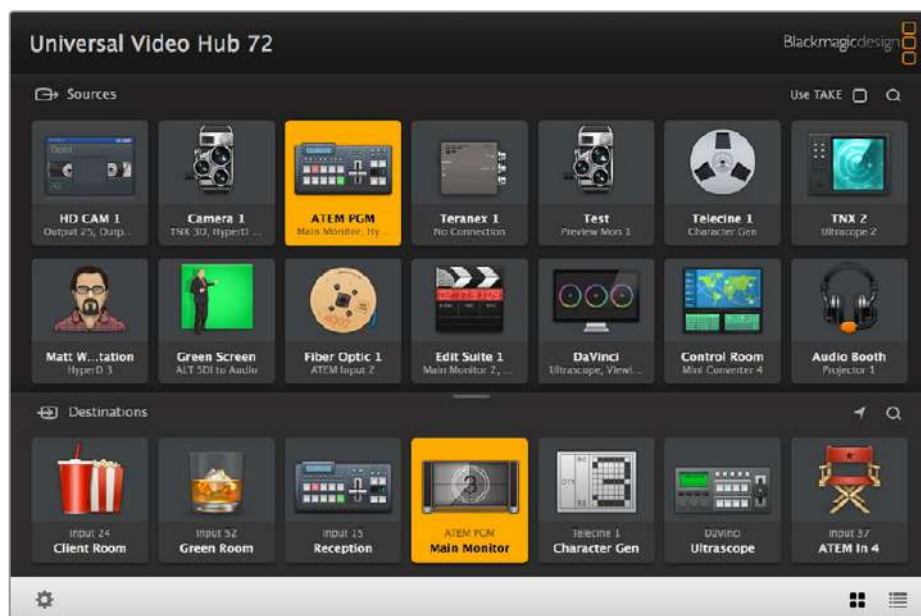 Universal Video Hub 72
Blackmagicdesign
Sources
Use TAKE
HD CAM 1
Output 25, Outp...
Camera 1
TNX 3D, HyperD ...
ATEM PGM
Main Monitor, Hy...
Teranex 1
No Connection
Test
Preview Mon 1
Telecine 1
Character Gen
TNX 2
Ultrascope 2
Matt W...tation
HyperD 3
Green Screen
ALT SDI to Audio
Fiber Optic 1
ATEM Input 2
Edit Suite 1
Main Monitor 2, ...
DaVinci
Ultrascope, Viewi...
Control Room
Mini Converter 4
Audio Booth
Projector 1
Destinations
Input 24
Client Room
Input 52
Green Room
Input 15
Reception
3
ATEM PGM
Main Monitor
Telecine 1
Character Gen
DaVinci
Ultrascope
Input 37
ATEM In 4